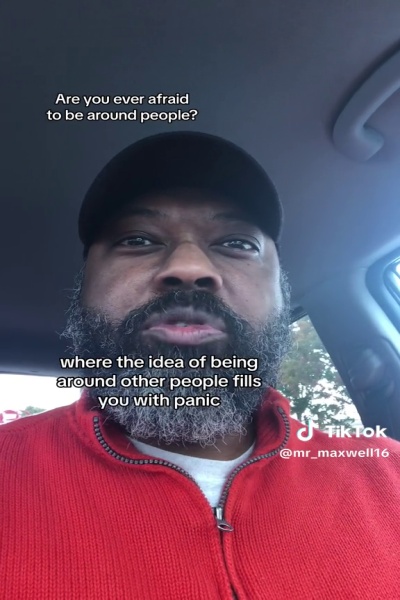 Are you ever afraid
to be around people?
where the idea of being
around other people fills
you with panic
TikTok
@mr_maxwell16